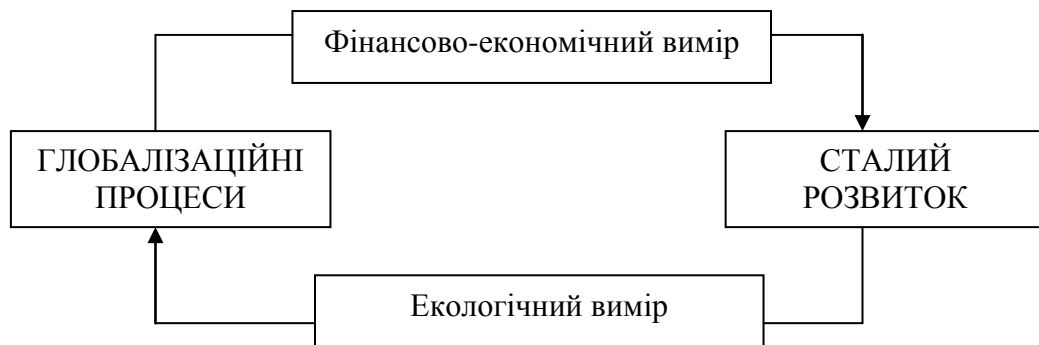 Фінансово-економічний вимір
ГЛОБАЛІЗАЦІЙНІ
ПРОЦЕСИ
СТАЛИЙ
РОЗВИТОК
Екологічний вимір